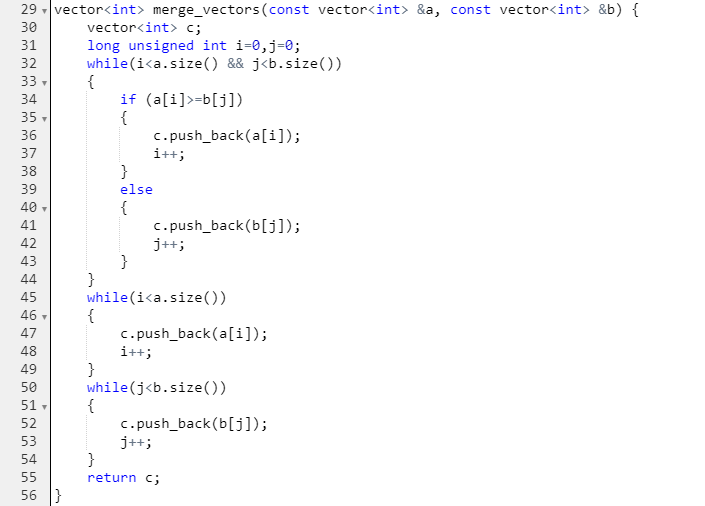 29 vector<int> merge_vectors(const vector<int> &a, const vector<int> &b) {
30     vector<int> c;
31     long unsigned int i=0,j=0;
32     while(i<a.size() && j<b.size())
33     {
34         if (a[i]>=b[j])
35         {
36             c.push_back(a[i]);
37             i++;
38         }
39         else
40         {
41             c.push_back(b[j]);
42             j++;
43         }
44     }
45     while(i<a.size())
46     {
47         c.push_back(a[i]);
48         i++;
49     }
50     while(j<b.size())
51     {
52         c.push_back(b[j]);
53         j++;
54     }
55     return c;
56 }